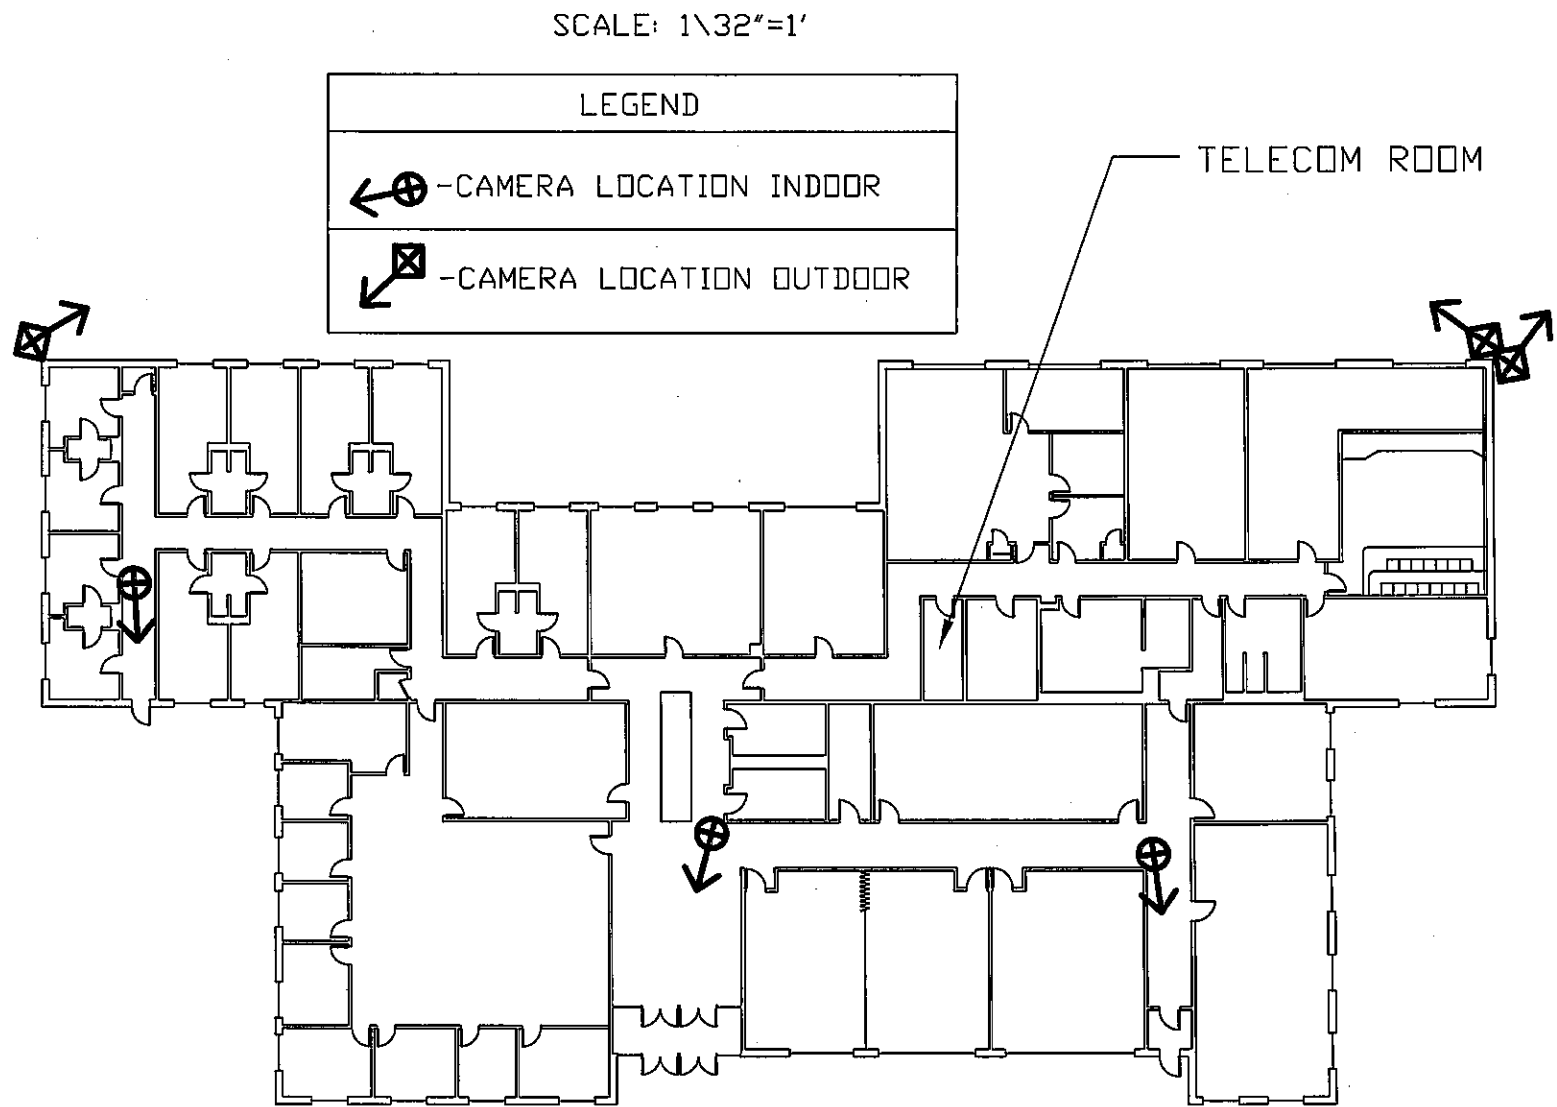 SCALE: 1\32"=1'
LEGEND
-CAMERA LOCATION INDOOR
-CAMERA LOCATION OUTDOOR
TELECOM ROOM